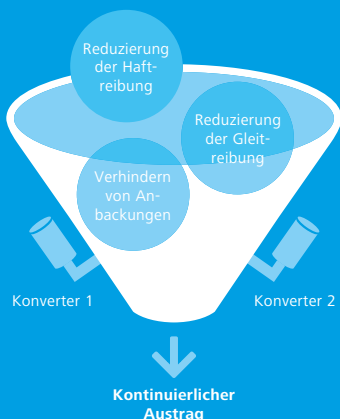 Reduzierung
der Haft-
reibung
Reduzierung
der Gleit-
reibung
Verhindern
von An-
backungen
Konverter 1
Konverter 2
Kontinuierlicher
Austrag